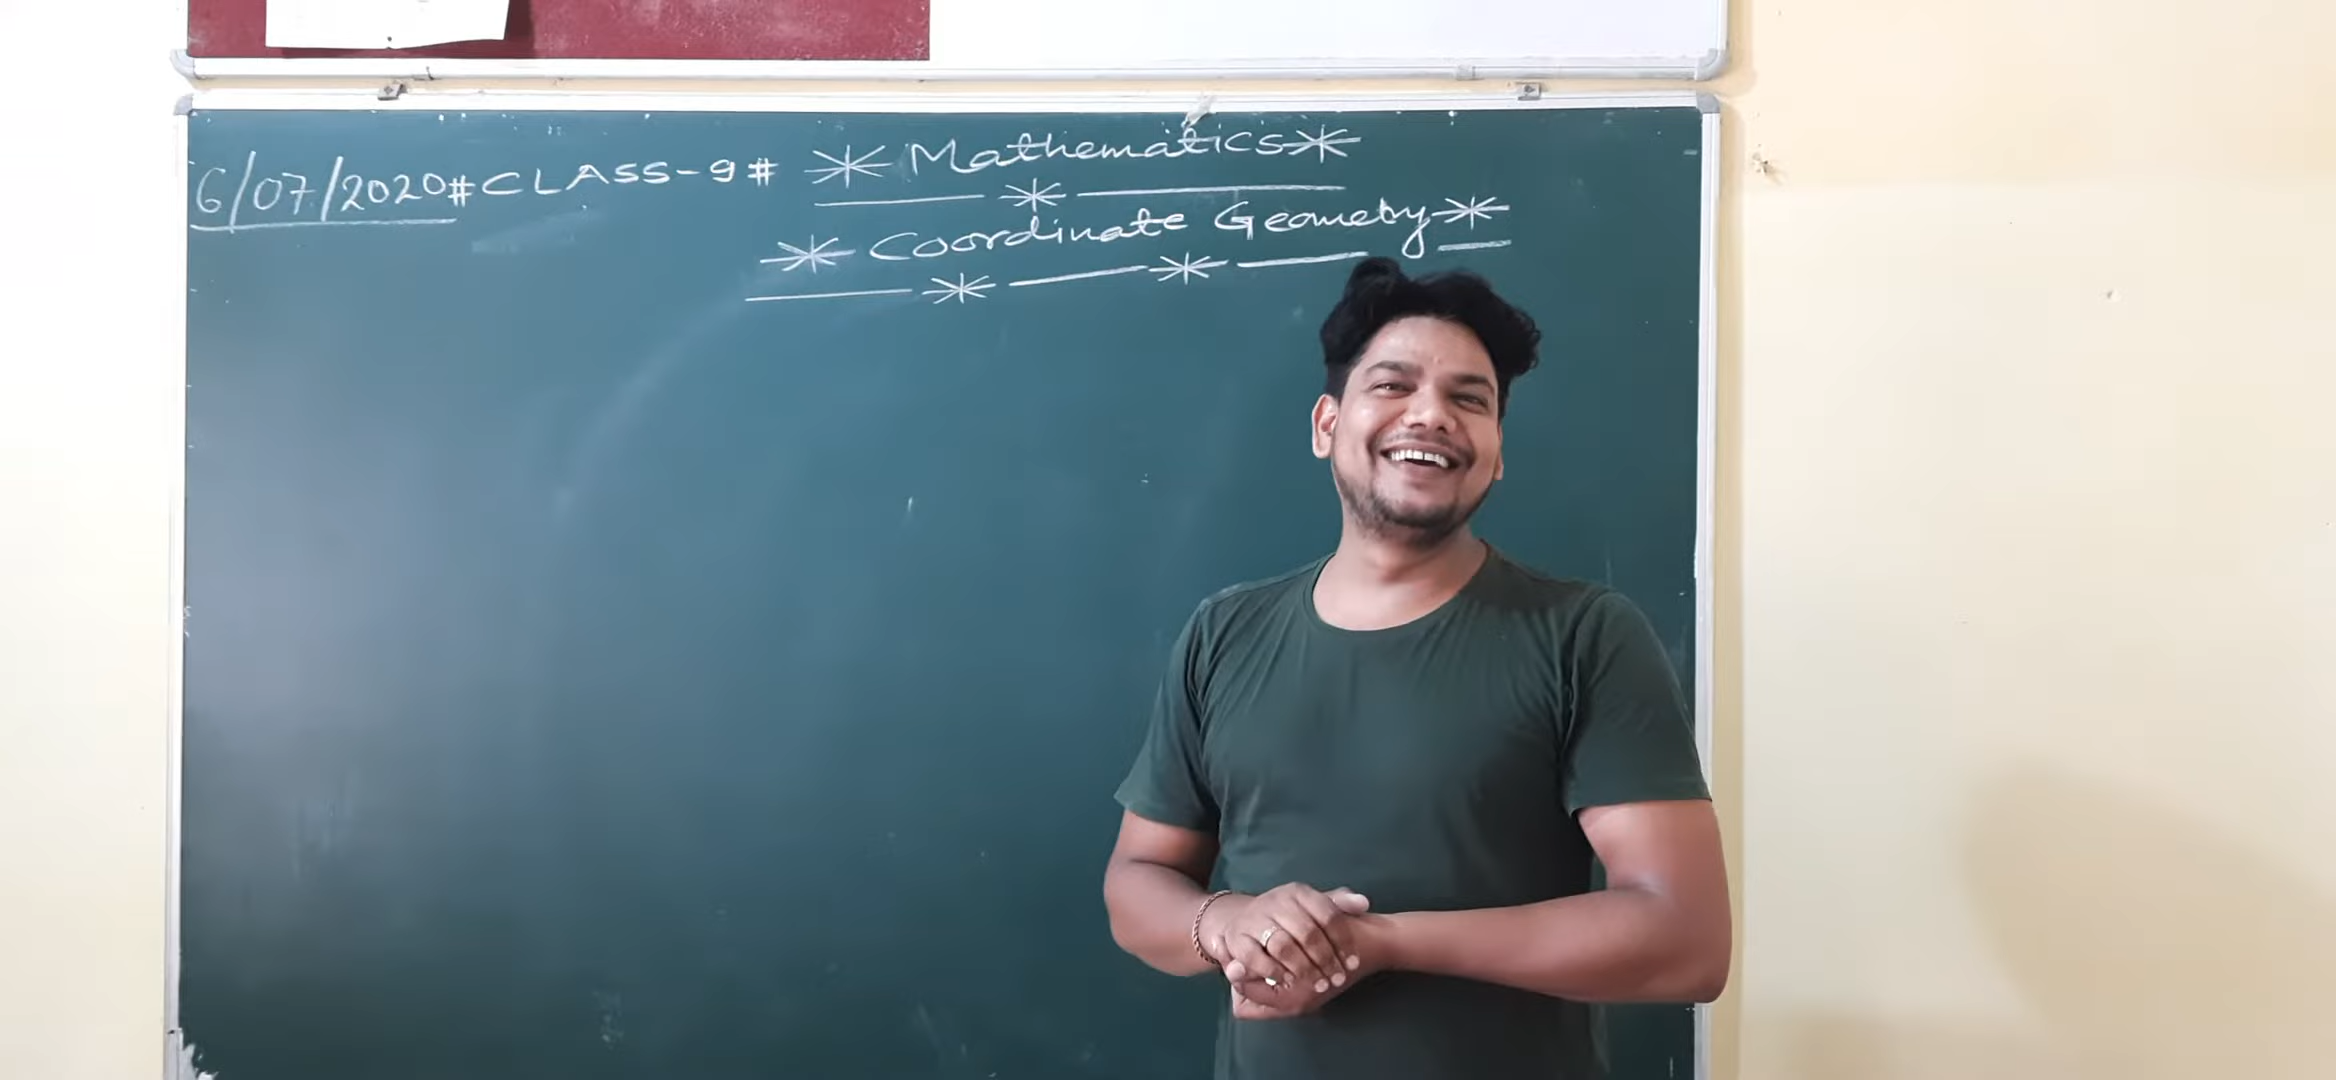 6/07/2020#CLASS-9# * Mathematics *
* Coordinate Geometry *